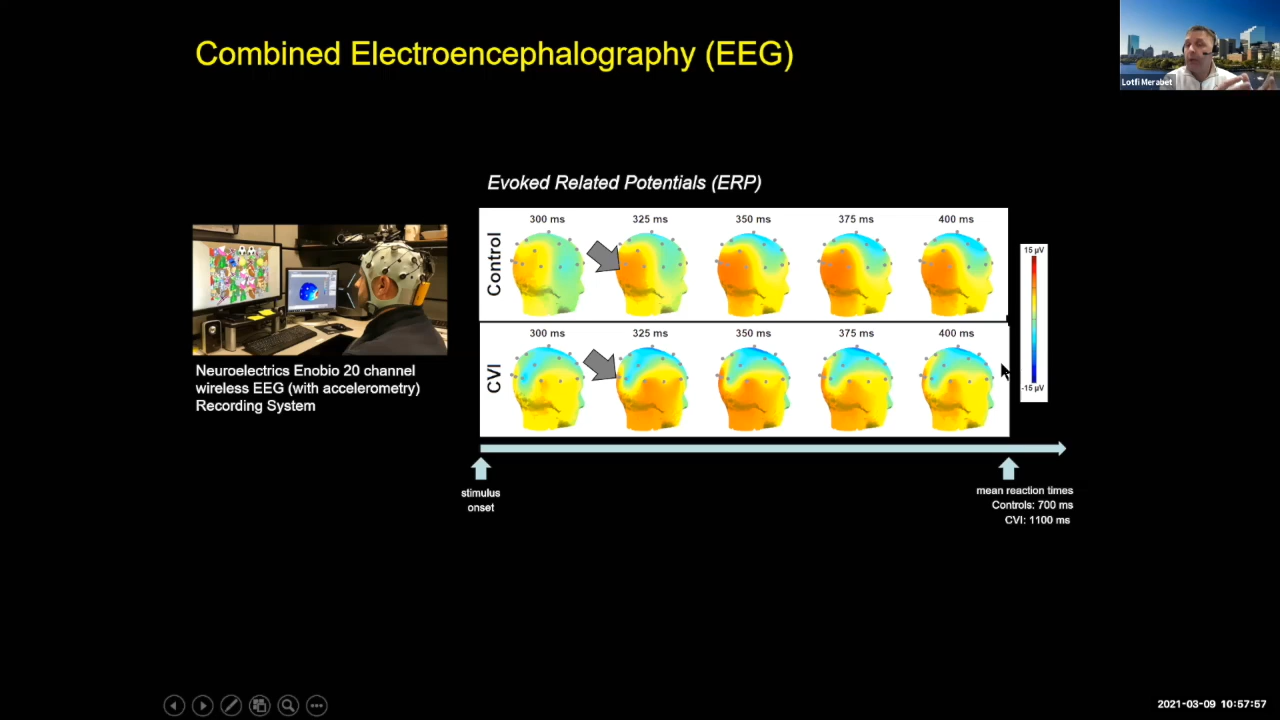 Combined Electroencephalography (EEG)
Lotfi Merabet
Evoked Related Potentials (ERP)
Control
300 ms 325 ms 350 ms 375 ms 400 ms
CVI
300 ms 325 ms 350 ms 375 ms 400 ms
15 µV
-15 µV
Neuroelectrics Enobio 20 channel
wireless EEG (with accelerometry)
Recording System
stimulus
onset
mean reaction times
Controls: 700 ms
CVI: 1100 ms
2021-03-09 10:57:57